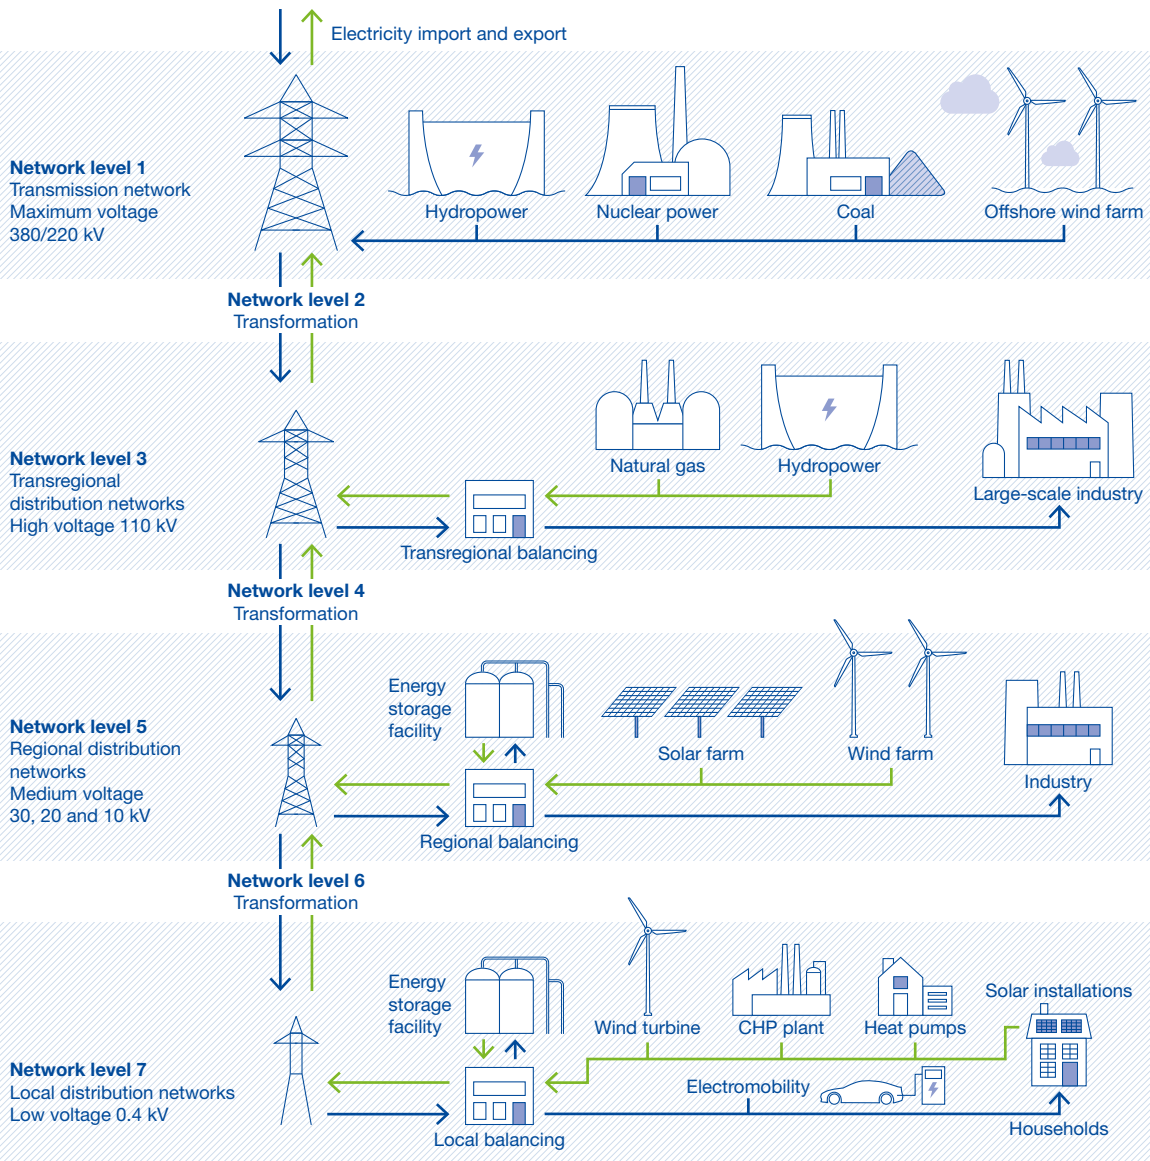 Electricity import and export
Network level 1
Transmission network
Maximum voltage
380/220 kV
Hydropower
Nuclear power
Coal
Offshore wind farm
Network level 2
Transformation
Network level 3
Transregional
distribution networks
High voltage 110 kV
Natural gas
Hydropower
Large-scale industry
Transregional balancing
Network level 4
Transformation
Network level 5
Regional distribution
networks
Medium voltage
30, 20 and 10 kV
Energy
storage
facility
Solar farm
Wind farm
Industry
Regional balancing
Network level 6
Transformation
Network level 7
Local distribution networks
Low voltage 0.4 kV
Energy
storage
facility
Wind turbine
CHP plant
Heat pumps
Solar installations
Electromobility
Local balancing
Households